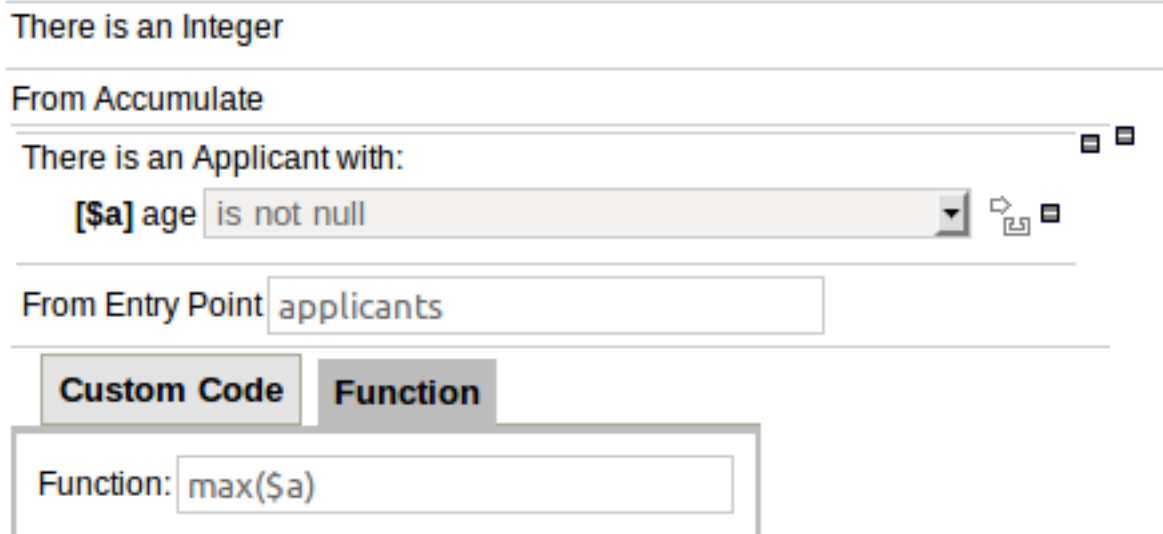 There is an Integer
From Accumulate
There is an Applicant with:
[$a] age is not null
From Entry Point applicants
Custom Code Function
Function: max($a)